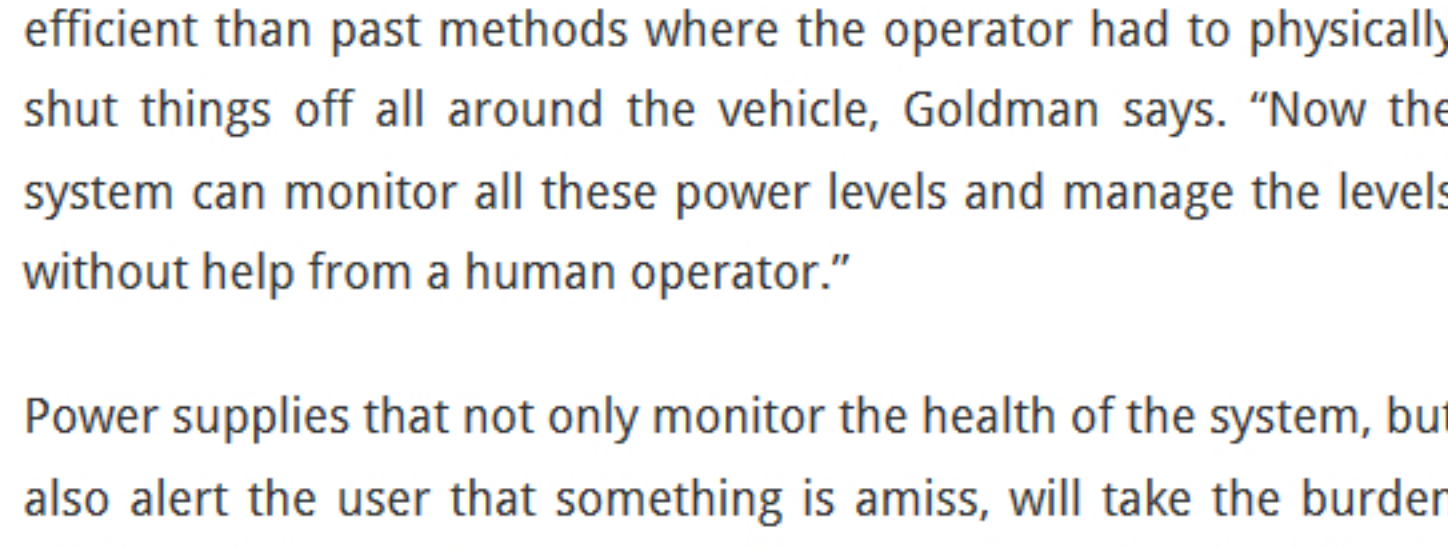 efficient than past methods where the operator had to physically
shut things off all around the vehicle, Goldman says. “Now the
system can monitor all these power levels and manage the levels
without help from a human operator.”
Power supplies that not only monitor the health of the system, but
also alert the user that something is amiss, will take the burden